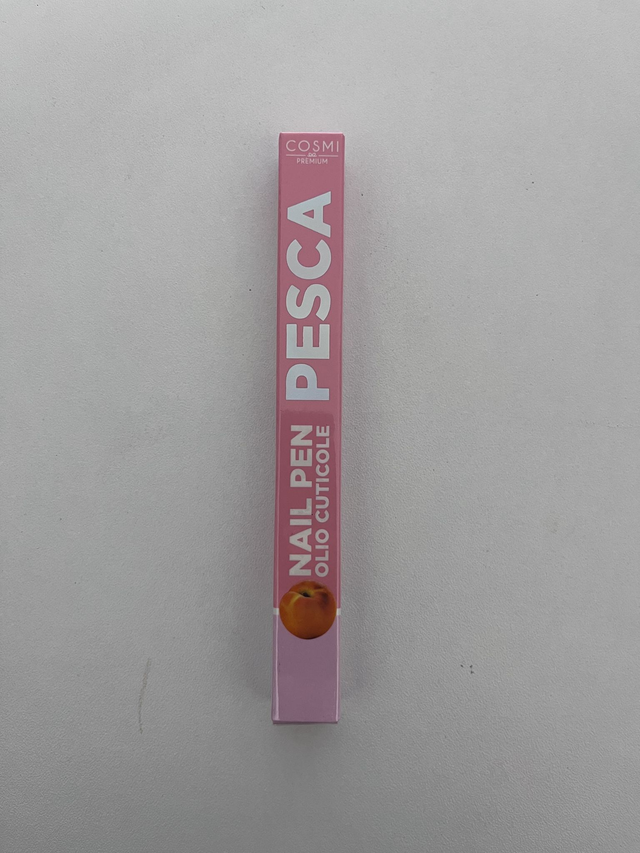 COSMI
PREMIUM
PESCA
NAIL PEN
OLIO CUTICOLE